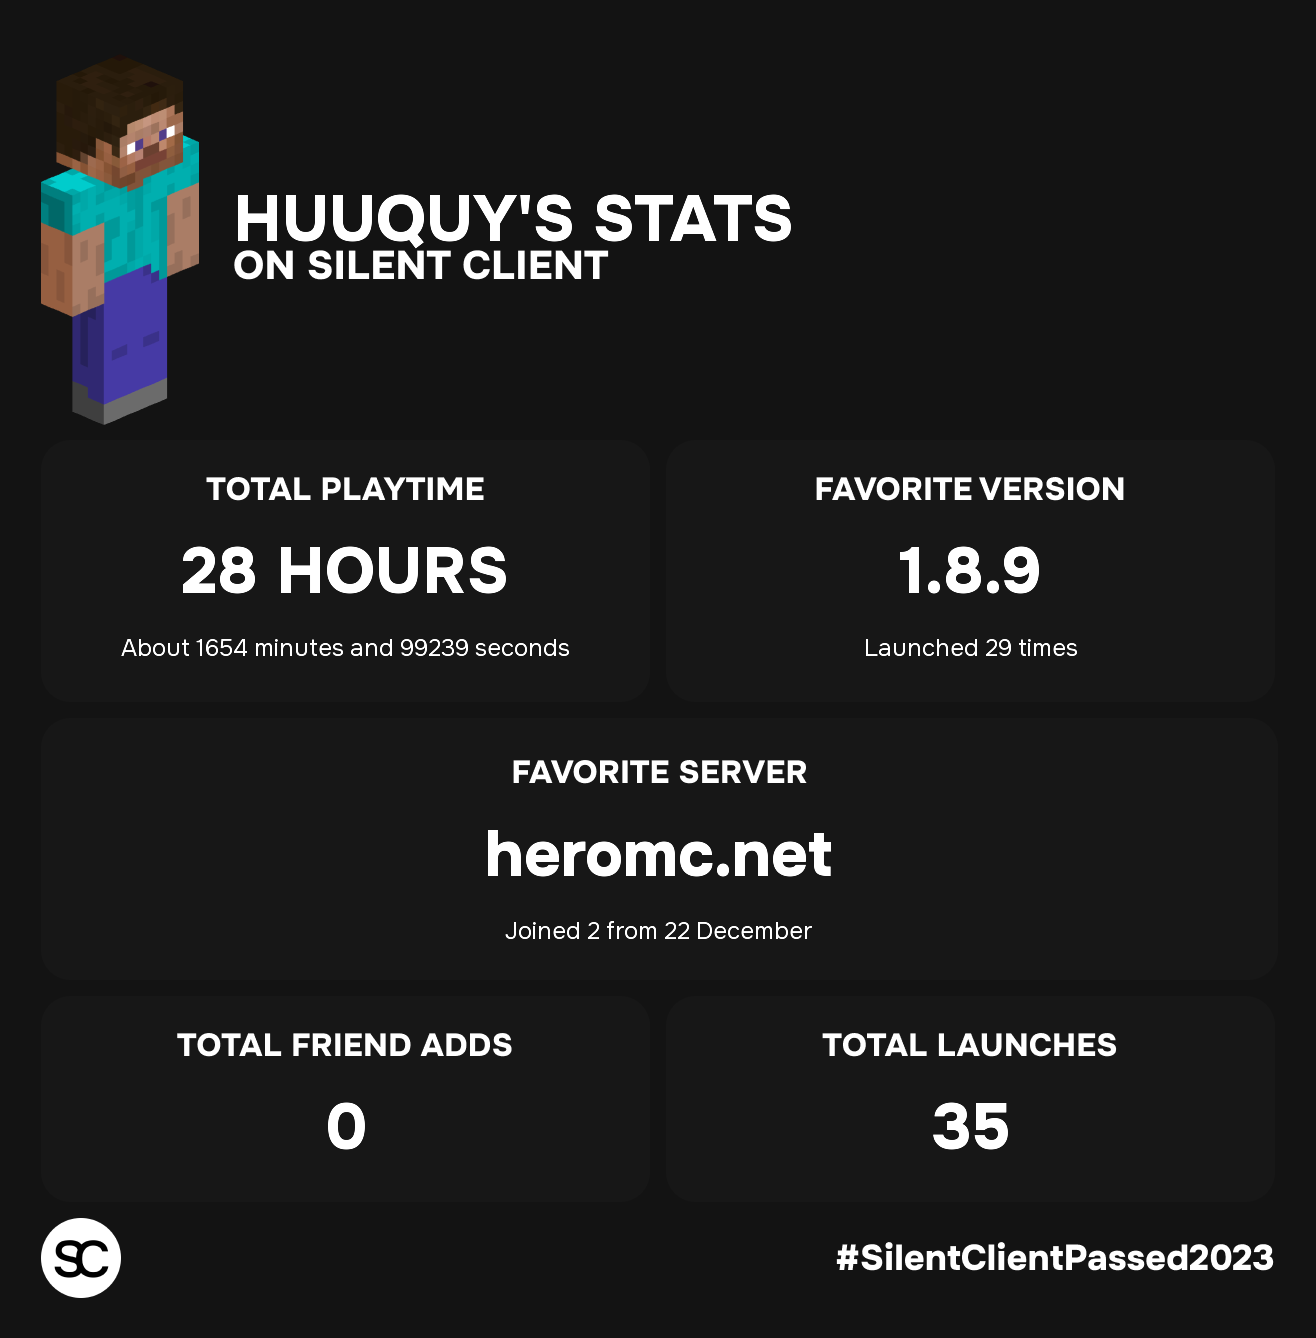 HUUQUY'S STATS
ON SILENT CLIENT
TOTAL PLAYTIME
28 HOURS
About 1654 minutes and 99239 seconds
FAVORITE VERSION
1.8.9
Launched 29 times
FAVORITE SERVER
heromc.net
Joined 2 from 22 December
TOTAL FRIEND ADDS
0
TOTAL LAUNCHES
35
SC
#SilentClientPassed2023